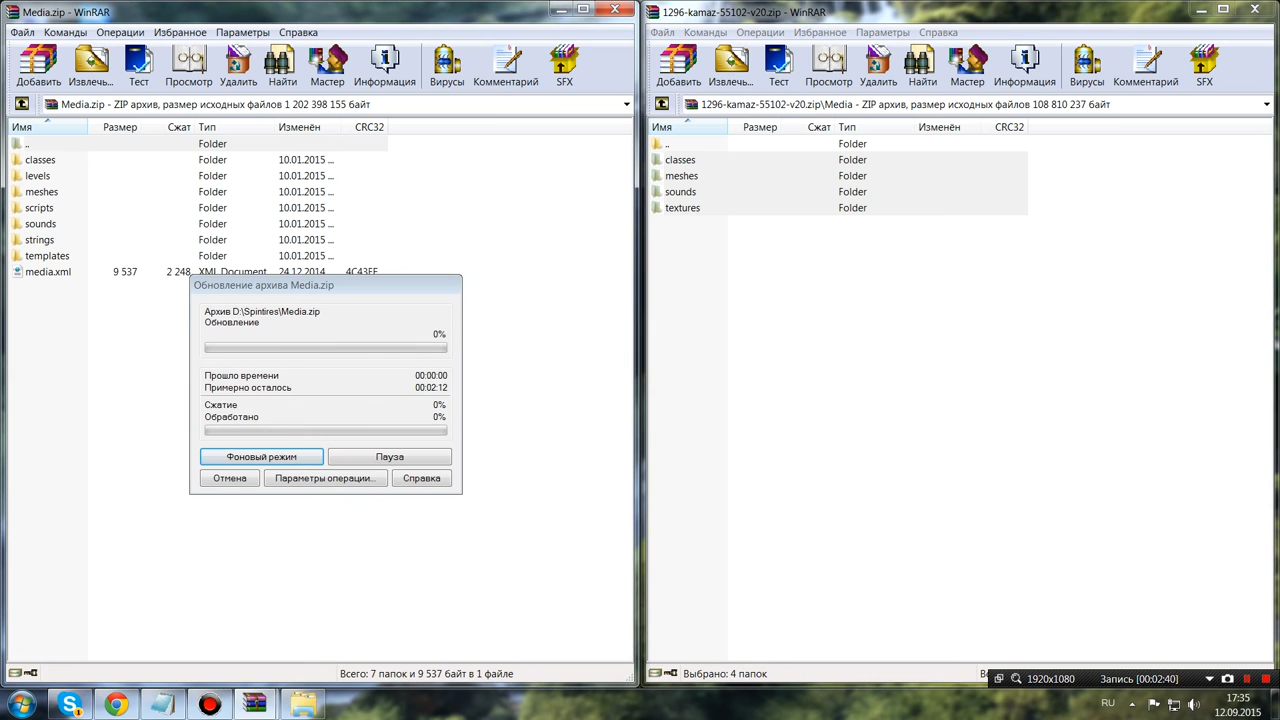 Media.zip - WinRAR
Файл Команды Операции Избранное Параметры Справка
Добавить Извлечь... Тест Просмотр Удалить Найти Мастер Информация Вирусы Комментарий SFX
Media.zip - ZIP архив, размер исходных файлов 1 202 398 155 байт
Имя Размер Сжат Тип Изменён CRC32
.. Folder
classes Folder 10.01.2015 ...
levels Folder 10.01.2015 ...
meshes Folder 10.01.2015 ...
scripts Folder 10.01.2015 ...
sounds Folder 10.01.2015 ...
strings Folder 10.01.2015 ...
templates Folder 10.01.2015 ...
media.xml 9 537 2 248 XML Document 24.12.2014 4C43FF
Обновление архива Media.zip
Архив D:\Spintires\Media.zip
Обновление
0%
Прошло времени 00:00:00
Примерно осталось 00:02:12
Сжатие 0%
Обработано 0%
Фоновый режим Пауза
Отмена Параметры операции... Справка
Всего: 7 папок и 9 537 байт в 1 файле
1296-kamaz-55102-v20.zip - WinRAR
Файл Команды Операции Избранное Параметры Справка
Добавить Извлечь... Тест Просмотр Удалить Найти Мастер Информация Вирусы Комментарий SFX
1296-kamaz-55102-v20.zip\Media - ZIP архив, размер исходных файлов 108 810 237 байт
Имя Размер Сжат Тип Изменён CRC32
.. Folder
classes Folder
meshes Folder
sounds Folder
textures Folder
Выбрано: 4 папок
1920x1080 Запись [00:02:40]
RU 17:35
12.09.2015